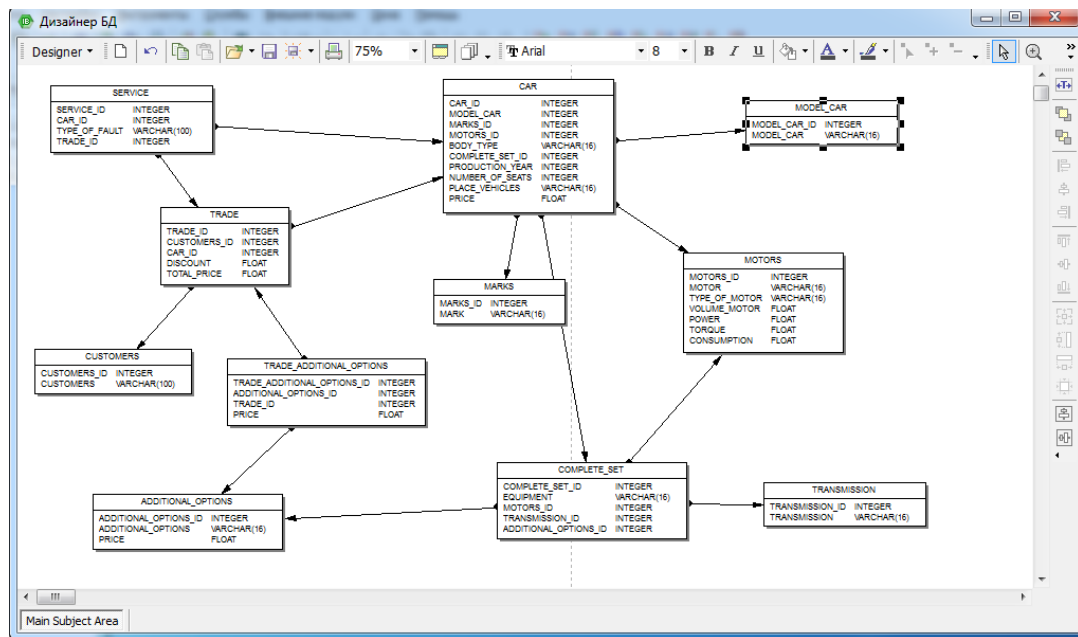 Дизайнер БД
Designer
75%
Arial
8
B
I
U
A
SERVICE
SERVICE_ID INTEGER
CAR_ID INTEGER
TYPE_OF_FAULT VARCHAR(100)
TRADE_ID INTEGER
CAR
CAR_ID INTEGER
MODEL_CAR INTEGER
MARKS_ID INTEGER
MOTORS_ID INTEGER
BODY_TYPE VARCHAR(16)
COMPLETE_SET_ID INTEGER
PRODUCTION_YEAR INTEGER
NUMBER_OF_SEATS INTEGER
PLACE_VEHICLES VARCHAR(16)
PRICE FLOAT
MODEL_CAR
MODEL_CAR_ID INTEGER
MODEL_CAR VARCHAR(16)
TRADE
TRADE_ID INTEGER
CUSTOMERS_ID INTEGER
CAR_ID INTEGER
DISCOUNT FLOAT
TOTAL_PRICE FLOAT
MARKS
MARKS_ID INTEGER
MARK VARCHAR(16)
MOTORS
MOTORS_ID INTEGER
MOTOR VARCHAR(16)
TYPE_OF_MOTOR VARCHAR(16)
VOLUME_MOTOR FLOAT
POWER FLOAT
TORQUE FLOAT
CONSUMPTION FLOAT
CUSTOMERS
CUSTOMERS_ID INTEGER
CUSTOMERS VARCHAR(100)
TRADE_ADDITIONAL_OPTIONS
TRADE_ADDITIONAL_OPTIONS_ID INTEGER
ADDITIONAL_OPTIONS_ID INTEGER
TRADE_ID INTEGER
PRICE FLOAT
ADDITIONAL_OPTIONS
ADDITIONAL_OPTIONS_ID INTEGER
ADDITIONAL_OPTIONS VARCHAR(16)
PRICE FLOAT
COMPLETE_SET
COMPLETE_SET_ID INTEGER
EQUIPMENT VARCHAR(16)
MOTORS_ID INTEGER
TRANSMISSION_ID INTEGER
ADDITIONAL_OPTIONS_ID INTEGER
TRANSMISSION
TRANSMISSION_ID INTEGER
TRANSMISSION VARCHAR(16)
Main Subject Area